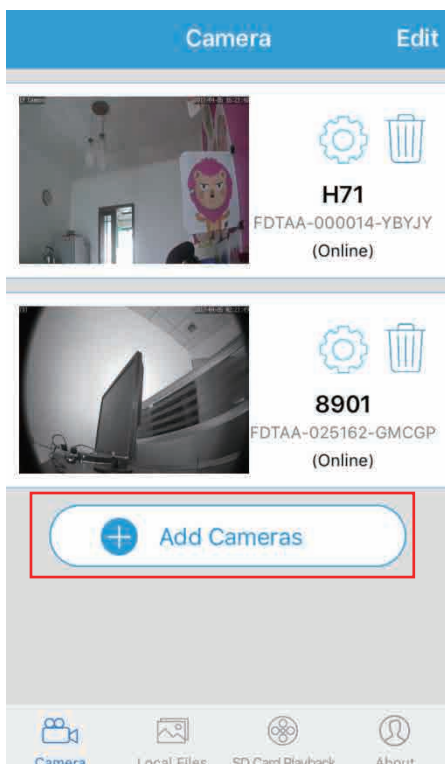 Camera
Edit
H71
FDTAA-000014-YBYJY
(Online)
8901
FDTAA-025162-GMCGP
(Online)
Add Cameras
Camera
Local Files
SD Card Playback
About